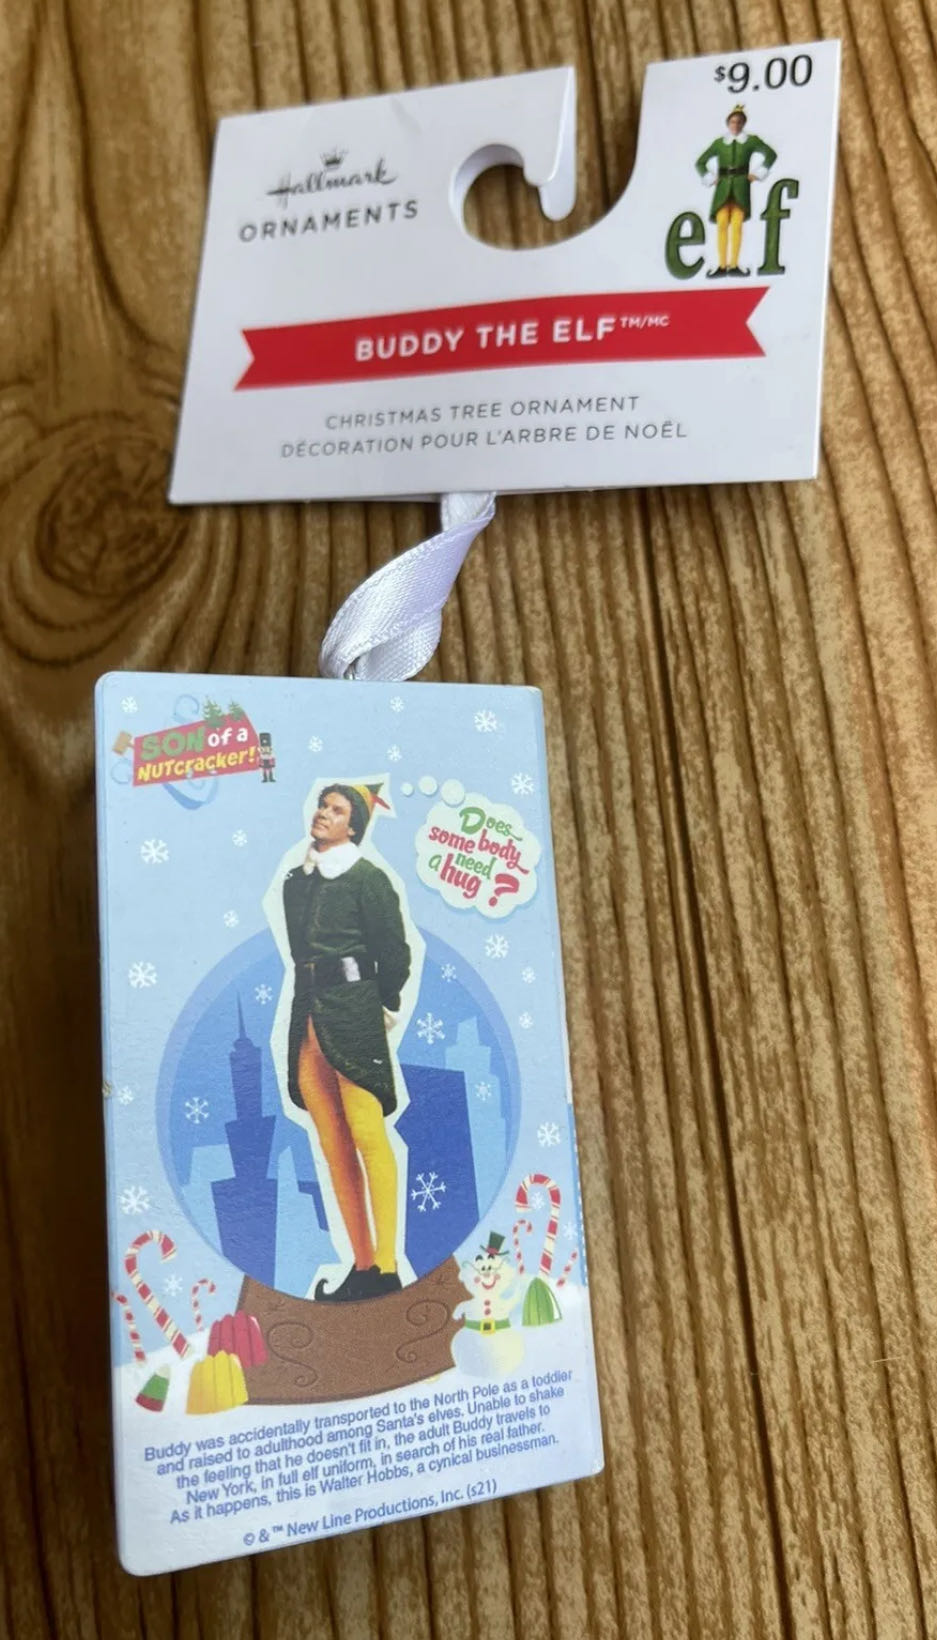 $9.00
Hallmark
ORNAMENTS
elf
BUDDY THE ELF™/MC
CHRISTMAS TREE ORNAMENT
DÉCORATION POUR L'ARBRE DE NOËL
SON of a
NUTcracker!
Does
somebody
need
a hug?
Buddy was accidentally transported to the North Pole as a toddler
and raised to adulthood among Santa's elves. Unable to shake
the feeling that he doesn't fit in, the adult Buddy travels to
New York, in full elf uniform, in search of his real father.
As it happens, this is Walter Hobbs, a cynical businessman.
© & ™ New Line Productions, Inc. (s21)